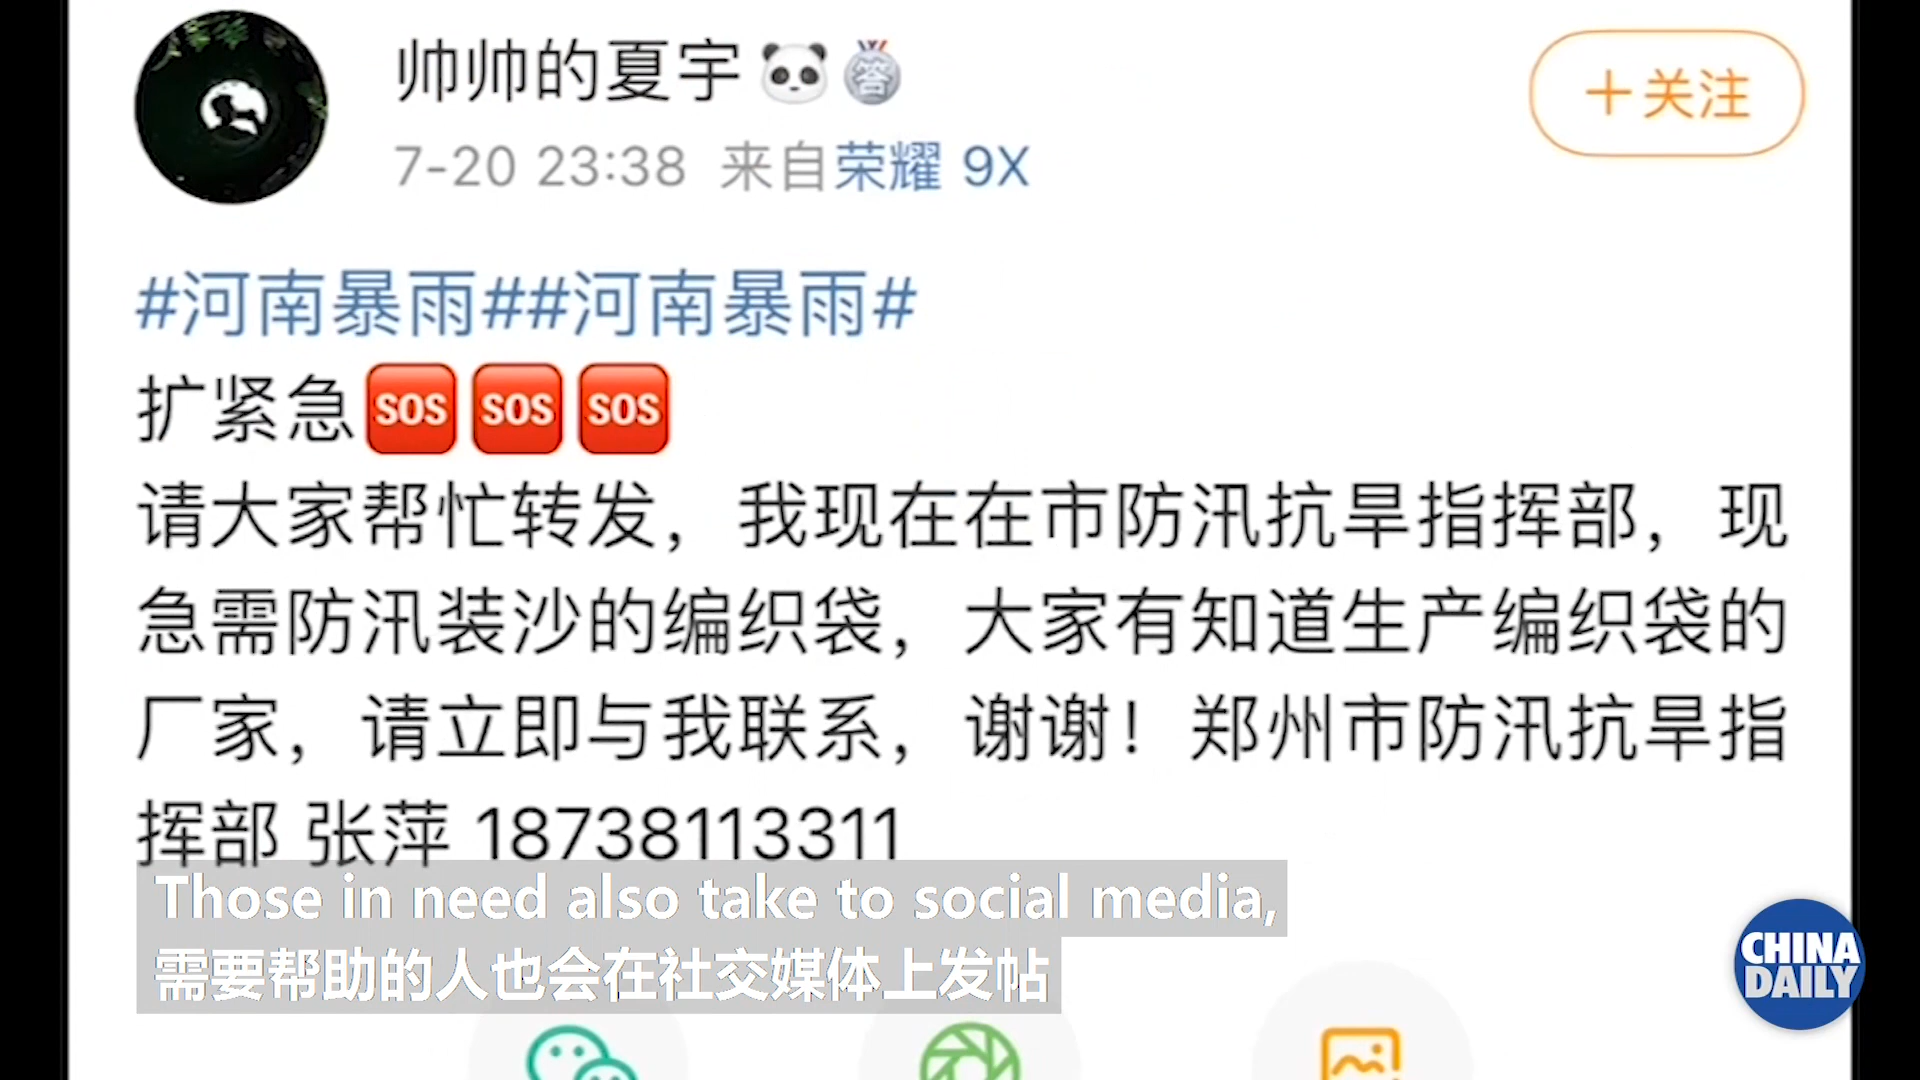 帅帅的夏宇
答
+关注
7-20 23:38 来自荣耀 9X
#河南暴雨##河南暴雨#
扩紧急SOS SOS SOS
请大家帮忙转发，我现在在市防汛抗旱指挥部，现
急需防汛装沙的编织袋，大家有知道生产编织袋的
厂家，请立即与我联系，谢谢！郑州市防汛抗旱指
挥部 张萍 18738113311
Those in need also take to social media,
需要帮助的人也会在社交媒体上发帖
CHINA
DAILY